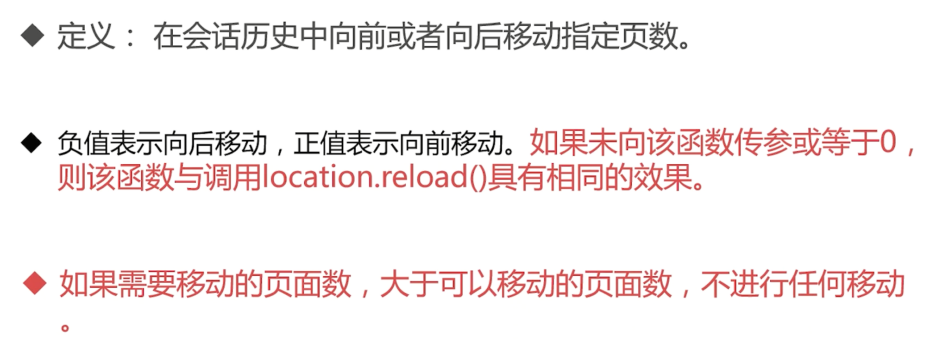 ◆ 定义： 在会话历史中向前或者向后移动指定页数。
◆ 负值表示向后移动，正值表示向前移动。如果未向该函数传参或等于0，
则该函数与调用location.reload()具有相同的效果。
◆ 如果需要移动的页面数，大于可以移动的页面数，不进行任何移动
。